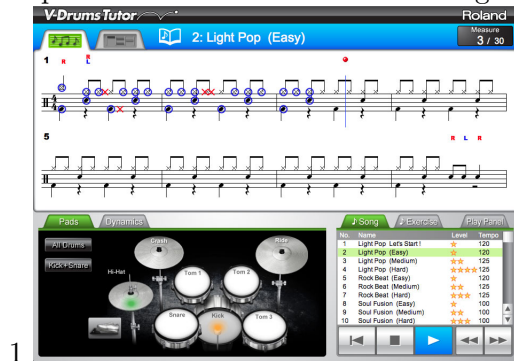 V-Drums Tutor
Roland
2: Light Pop (Easy)
Measure
3 / 30
1
R
R
L
4
4
5
R L R
Pads
Dynamics
All Drums
Kick+Snare
Crash
Ride
Hi-Hat
Tom 1
Tom 2
Snare
Kick
Tom 3
Song
Exercise
Play Panel
No. Name Level Tempo
1 Light Pop Let's Start! 120
2 Light Pop (Easy) 120
3 Light Pop (Medium) 125
4 Light Pop (Hard) 125
5 Rock Beat (Easy) 120
6 Rock Beat (Medium) 125
7 Rock Beat (Hard) 125
8 Soul Fusion (Easy) 100
9 Soul Fusion (Medium) 100
10 Soul Fusion (Hard) 100
1